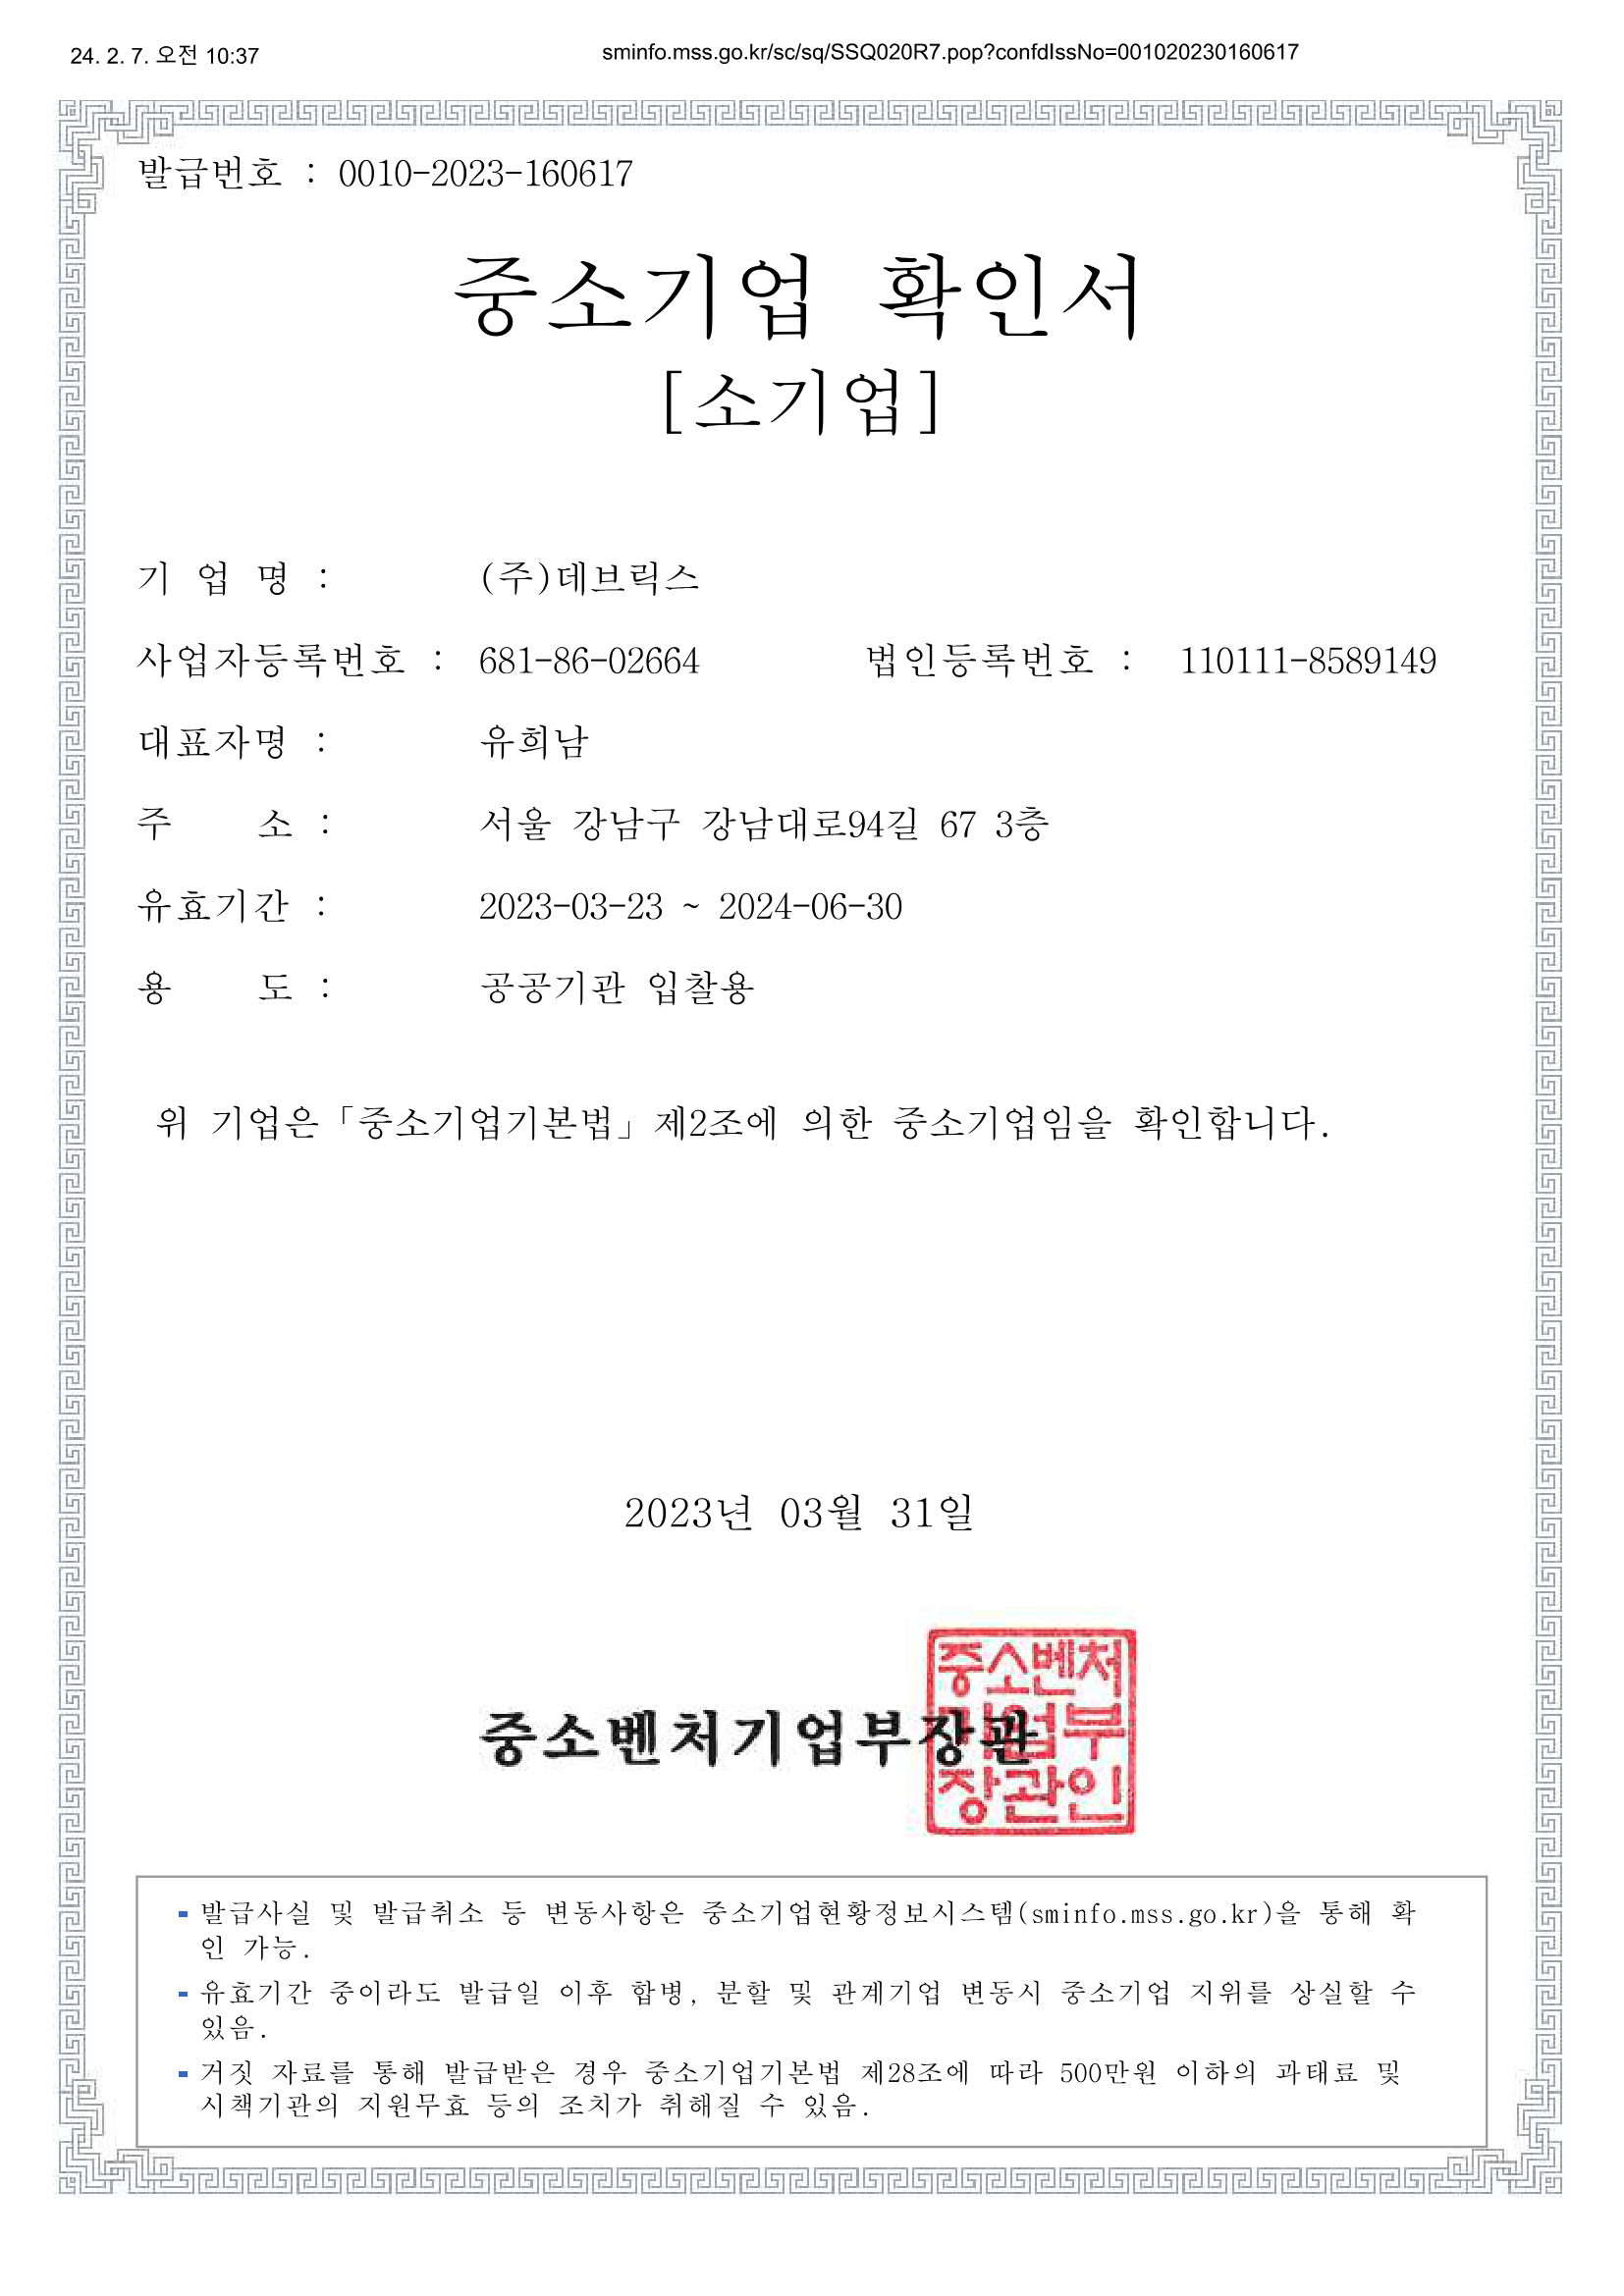 24. 2. 7. 오전 10:37
sminfo.mss.go.kr/sc/sq/SSQ020R7.pop?confdIssNo=001020230160617
발급번호 : 0010-2023-160617
중소기업 확인서
[소기업]
기 업 명 : (주)데브릭스
사업자등록번호 : 681-86-02664 법인등록번호 : 110111-8589149
대표자명 : 유희남
주 소 : 서울 강남구 강남대로94길 67 3층
유효기간 : 2023-03-23 ~ 2024-06-30
용 도 : 공공기관 입찰용
위 기업은「중소기업기본법」제2조에 의한 중소기업임을 확인합니다.
2023년 03월 31일
중소벤처기업부장관
중소벤처
기업부
장관인
- 발급사실 및 발급취소 등 변동사항은 중소기업현황정보시스템(sminfo.mss.go.kr)을 통해 확
인 가능.
- 유효기간 중이라도 발급일 이후 합병, 분할 및 관계기업 변동시 중소기업 지위를 상실할 수
있음.
- 거짓 자료를 통해 발급받은 경우 중소기업기본법 제28조에 따라 500만원 이하의 과태료 및
시책기관의 지원무효 등의 조치가 취해질 수 있음.